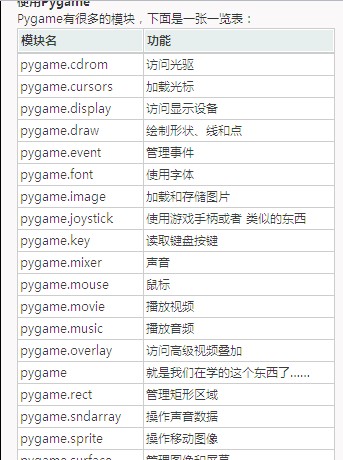 使用Pygame
Pygame有很多的模块，下面是一张一览表：
模块名 功能
pygame.cdrom 访问光驱
pygame.cursors 加载光标
pygame.display 访问显示设备
pygame.draw 绘制形状、线和点
pygame.event 管理事件
pygame.font 使用字体
pygame.image 加载和存储图片
pygame.joystick 使用游戏手柄或者 类似的东西
pygame.key 读取键盘按键
pygame.mixer 声音
pygame.mouse 鼠标
pygame.movie 播放视频
pygame.music 播放音频
pygame.overlay 访问高级视频叠加
pygame 就是我们在学的这个东西了……
pygame.rect 管理矩形区域
pygame.sndarray 操作声音数据
pygame.sprite 操作移动图像
pygame.surface 管理图像和屏幕